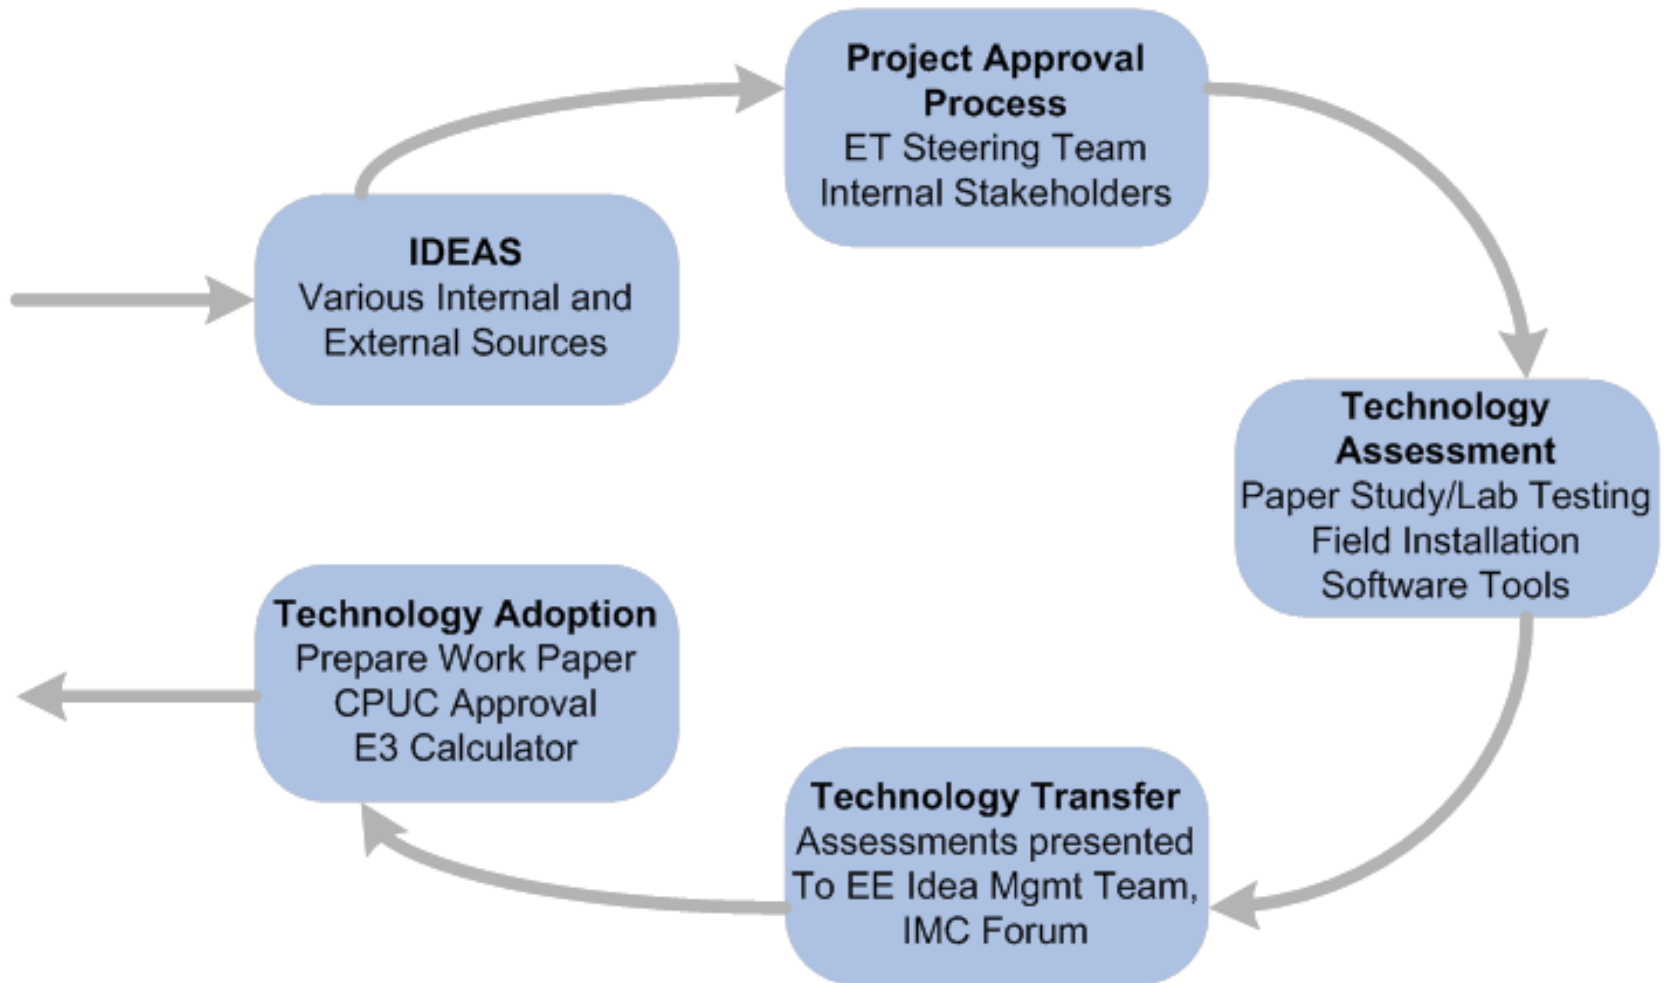 Project Approval
Process
ET Steering Team
Internal Stakeholders
IDEAS
Various Internal and
External Sources
Technology
Assessment
Paper Study/Lab Testing
Field Installation
Software Tools
Technology Adoption
Prepare Work Paper
CPUC Approval
E3 Calculator
Technology Transfer
Assessments presented
To EE Idea Mgmt Team,
IMC Forum